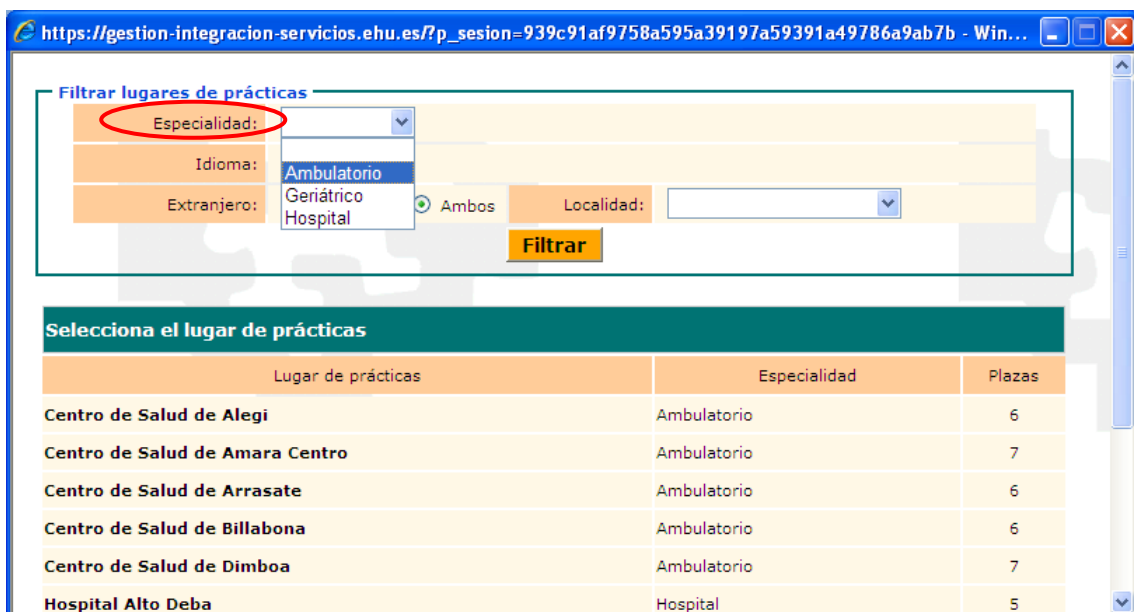 https://gestion-integracion-servicios.ehu.es/?p_sesion=939c91af9758a595a39197a59391a49786a9ab7b - Win...
Filtrar lugares de prácticas
Especialidad:
Idioma: Ambulatorio
Geriátrico
Extranjero: Ambos Localidad:
Hospital
Filtrar
Selecciona el lugar de prácticas
Lugar de prácticas Especialidad Plazas
Centro de Salud de Alegi Ambulatorio 6
Centro de Salud de Amara Centro Ambulatorio 7
Centro de Salud de Arrasate Ambulatorio 6
Centro de Salud de Billabona Ambulatorio 6
Centro de Salud de Dimboa Ambulatorio 7
Hospital Alto Deba Hospital 5